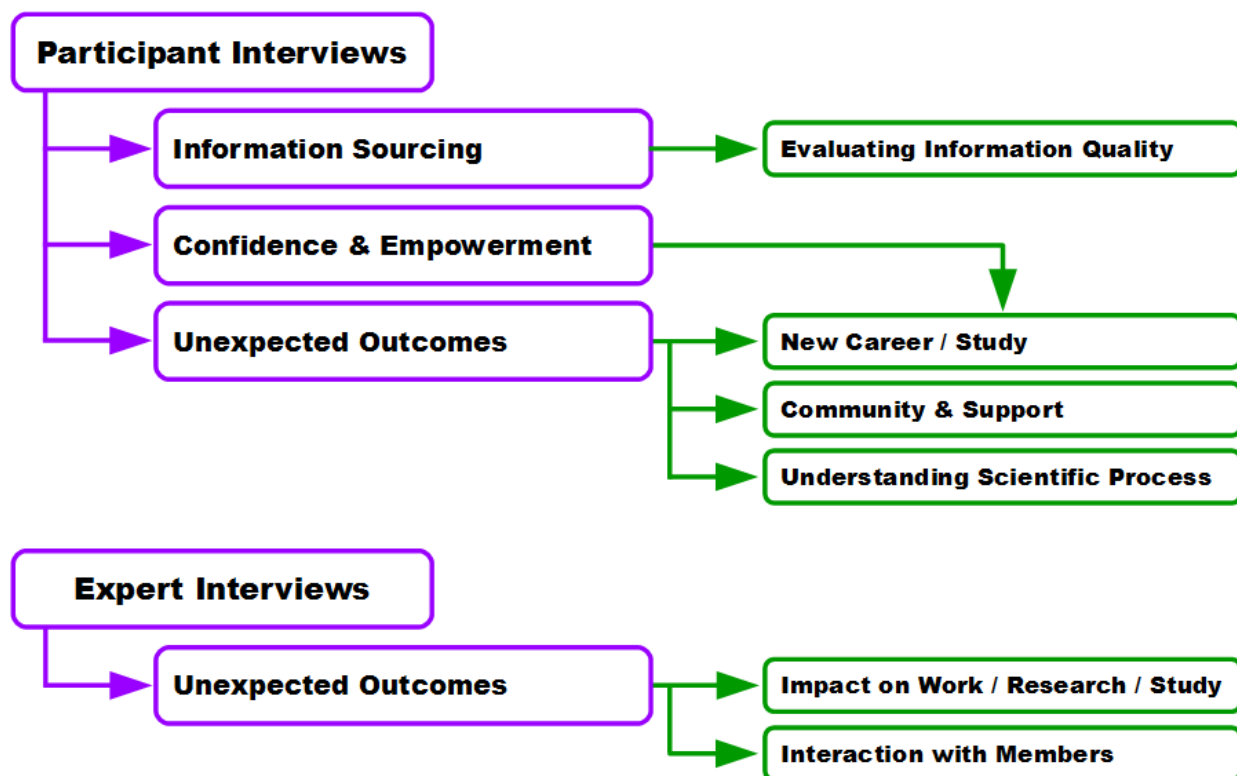 Participant Interviews
Information Sourcing
Evaluating Information Quality
Confidence & Empowerment
Unexpected Outcomes
New Career / Study
Community & Support
Understanding Scientific Process
Expert Interviews
Unexpected Outcomes
Impact on Work / Research / Study
Interaction with Members